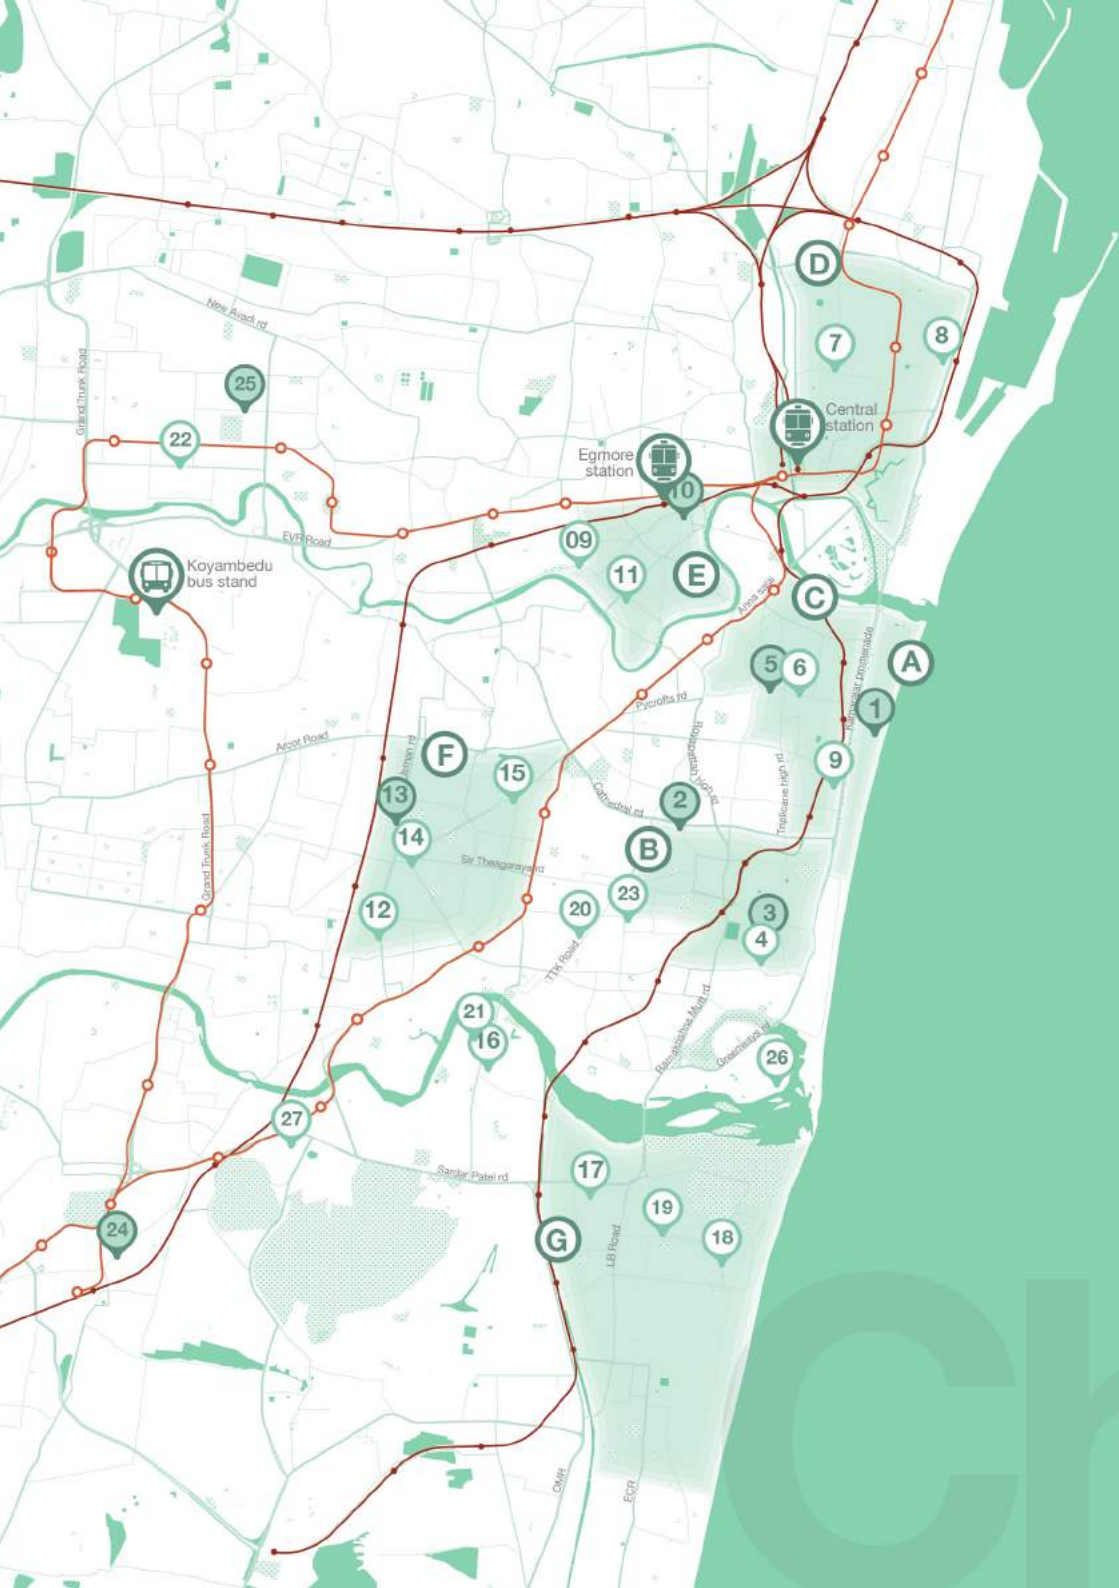 D
7
8
New Avadi rd
Grand Trunk Road
25
22
Central
station
Egmore
station
10
09
EVR Road
11
E
Koyambedu
bus stand
Anna salai
C
5
6
A
Kamarajar promenade
1
Pycrofts rd
Royapettah high rd
Arcot Road
F
Usman rd
15
9
13
14
Cathedral rd
2
Triplicane high rd
B
Sir Theagaraya rd
Grand Trunk Road
12
20
23
3
4
TTK Road
21
16
Ramakrishna Mutt rd
Greenways rd
26
27
Sardar Patel rd
17
19
18
24
G
LB Road
OMR
ECR
Ch